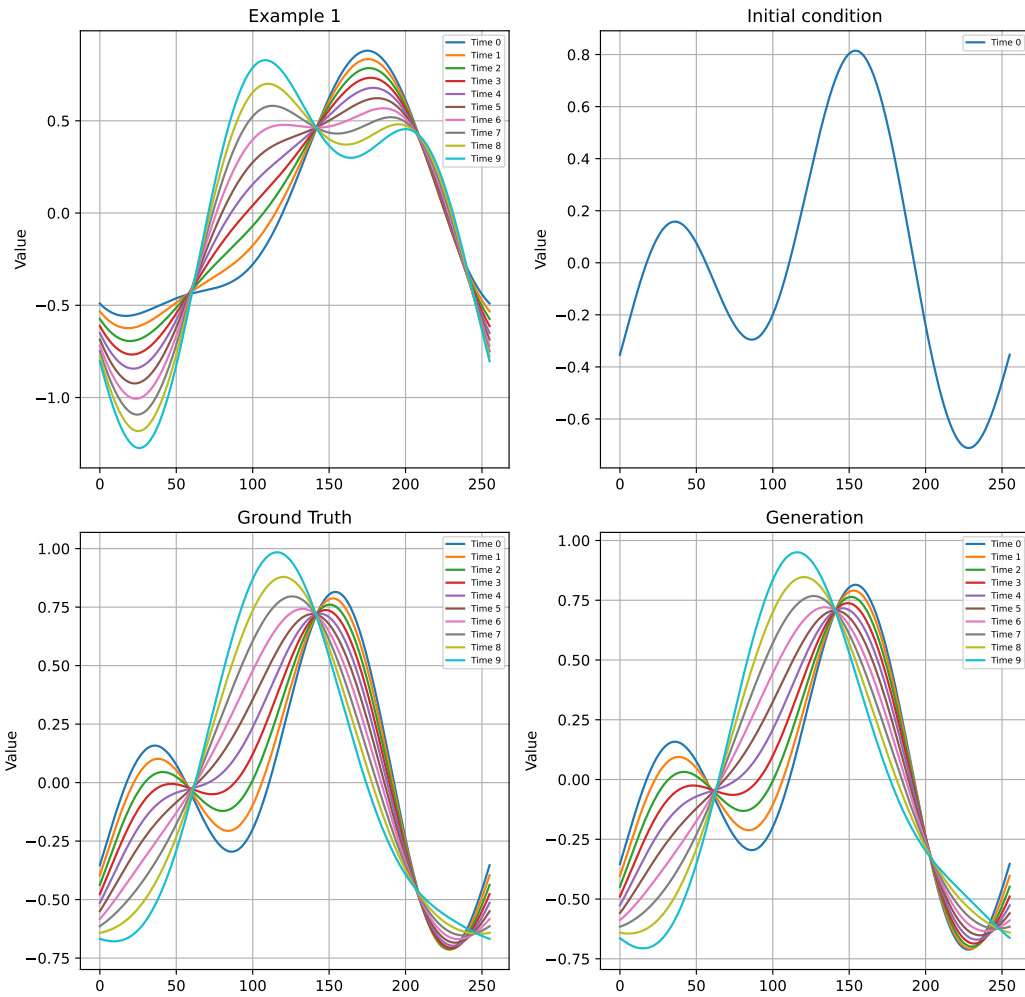 Example 1
Value
0.5
0.0
−0.5
−1.0
0 50 100 150 200 250
Time 0
Time 1
Time 2
Time 3
Time 4
Time 5
Time 6
Time 7
Time 8
Time 9
Initial condition
Value
0.8
0.6
0.4
0.2
0.0
−0.2
−0.4
−0.6
0 50 100 150 200 250
Time 0
Ground Truth
Value
1.00
0.75
0.50
0.25
0.00
−0.25
−0.50
−0.75
0 50 100 150 200 250
Time 0
Time 1
Time 2
Time 3
Time 4
Time 5
Time 6
Time 7
Time 8
Time 9
Generation
Value
1.00
0.75
0.50
0.25
0.00
−0.25
−0.50
−0.75
0 50 100 150 200 250
Time 0
Time 1
Time 2
Time 3
Time 4
Time 5
Time 6
Time 7
Time 8
Time 9